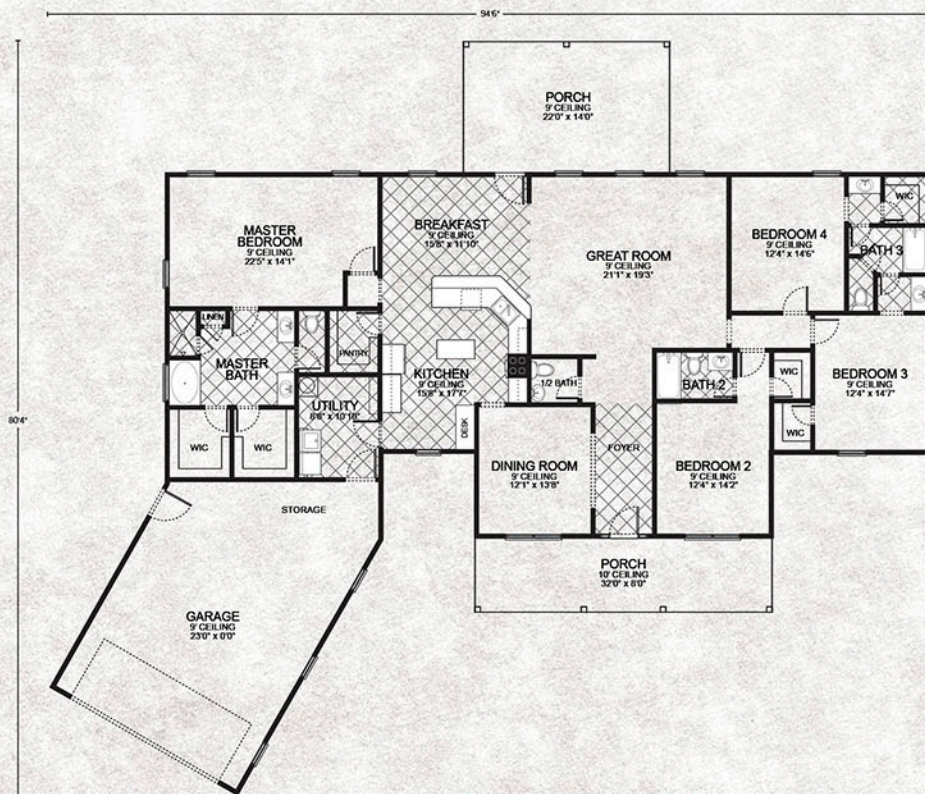 94'6"
PORCH
9' CEILING
22'0" x 14'0"
MASTER
BEDROOM
9' CEILING
22'5" x 14'1"
BREAKFAST
9' CEILING
15'8" x 11'10"
GREAT ROOM
9' CEILING
21'1" x 19'3"
BEDROOM 4
9' CEILING
12'4" x 14'6"
WIC
BATH 3
LINEN
MASTER
BATH
PANTRY
KITCHEN
9' CEILING
15'8" x 17'7"
1/2 BATH
BATH 2
WIC
BEDROOM 3
9' CEILING
12'4" x 14'7"
80'4"
UTILITY
8'8" x 10'10"
WIC
WIC
DESK
FOYER
WIC
DINING ROOM
9' CEILING
12'1" x 13'8"
BEDROOM 2
9' CEILING
12'4" x 14'2"
STORAGE
PORCH
10' CEILING
32'0" x 8'0"
GARAGE
9' CEILING
23'0" x 0'0"